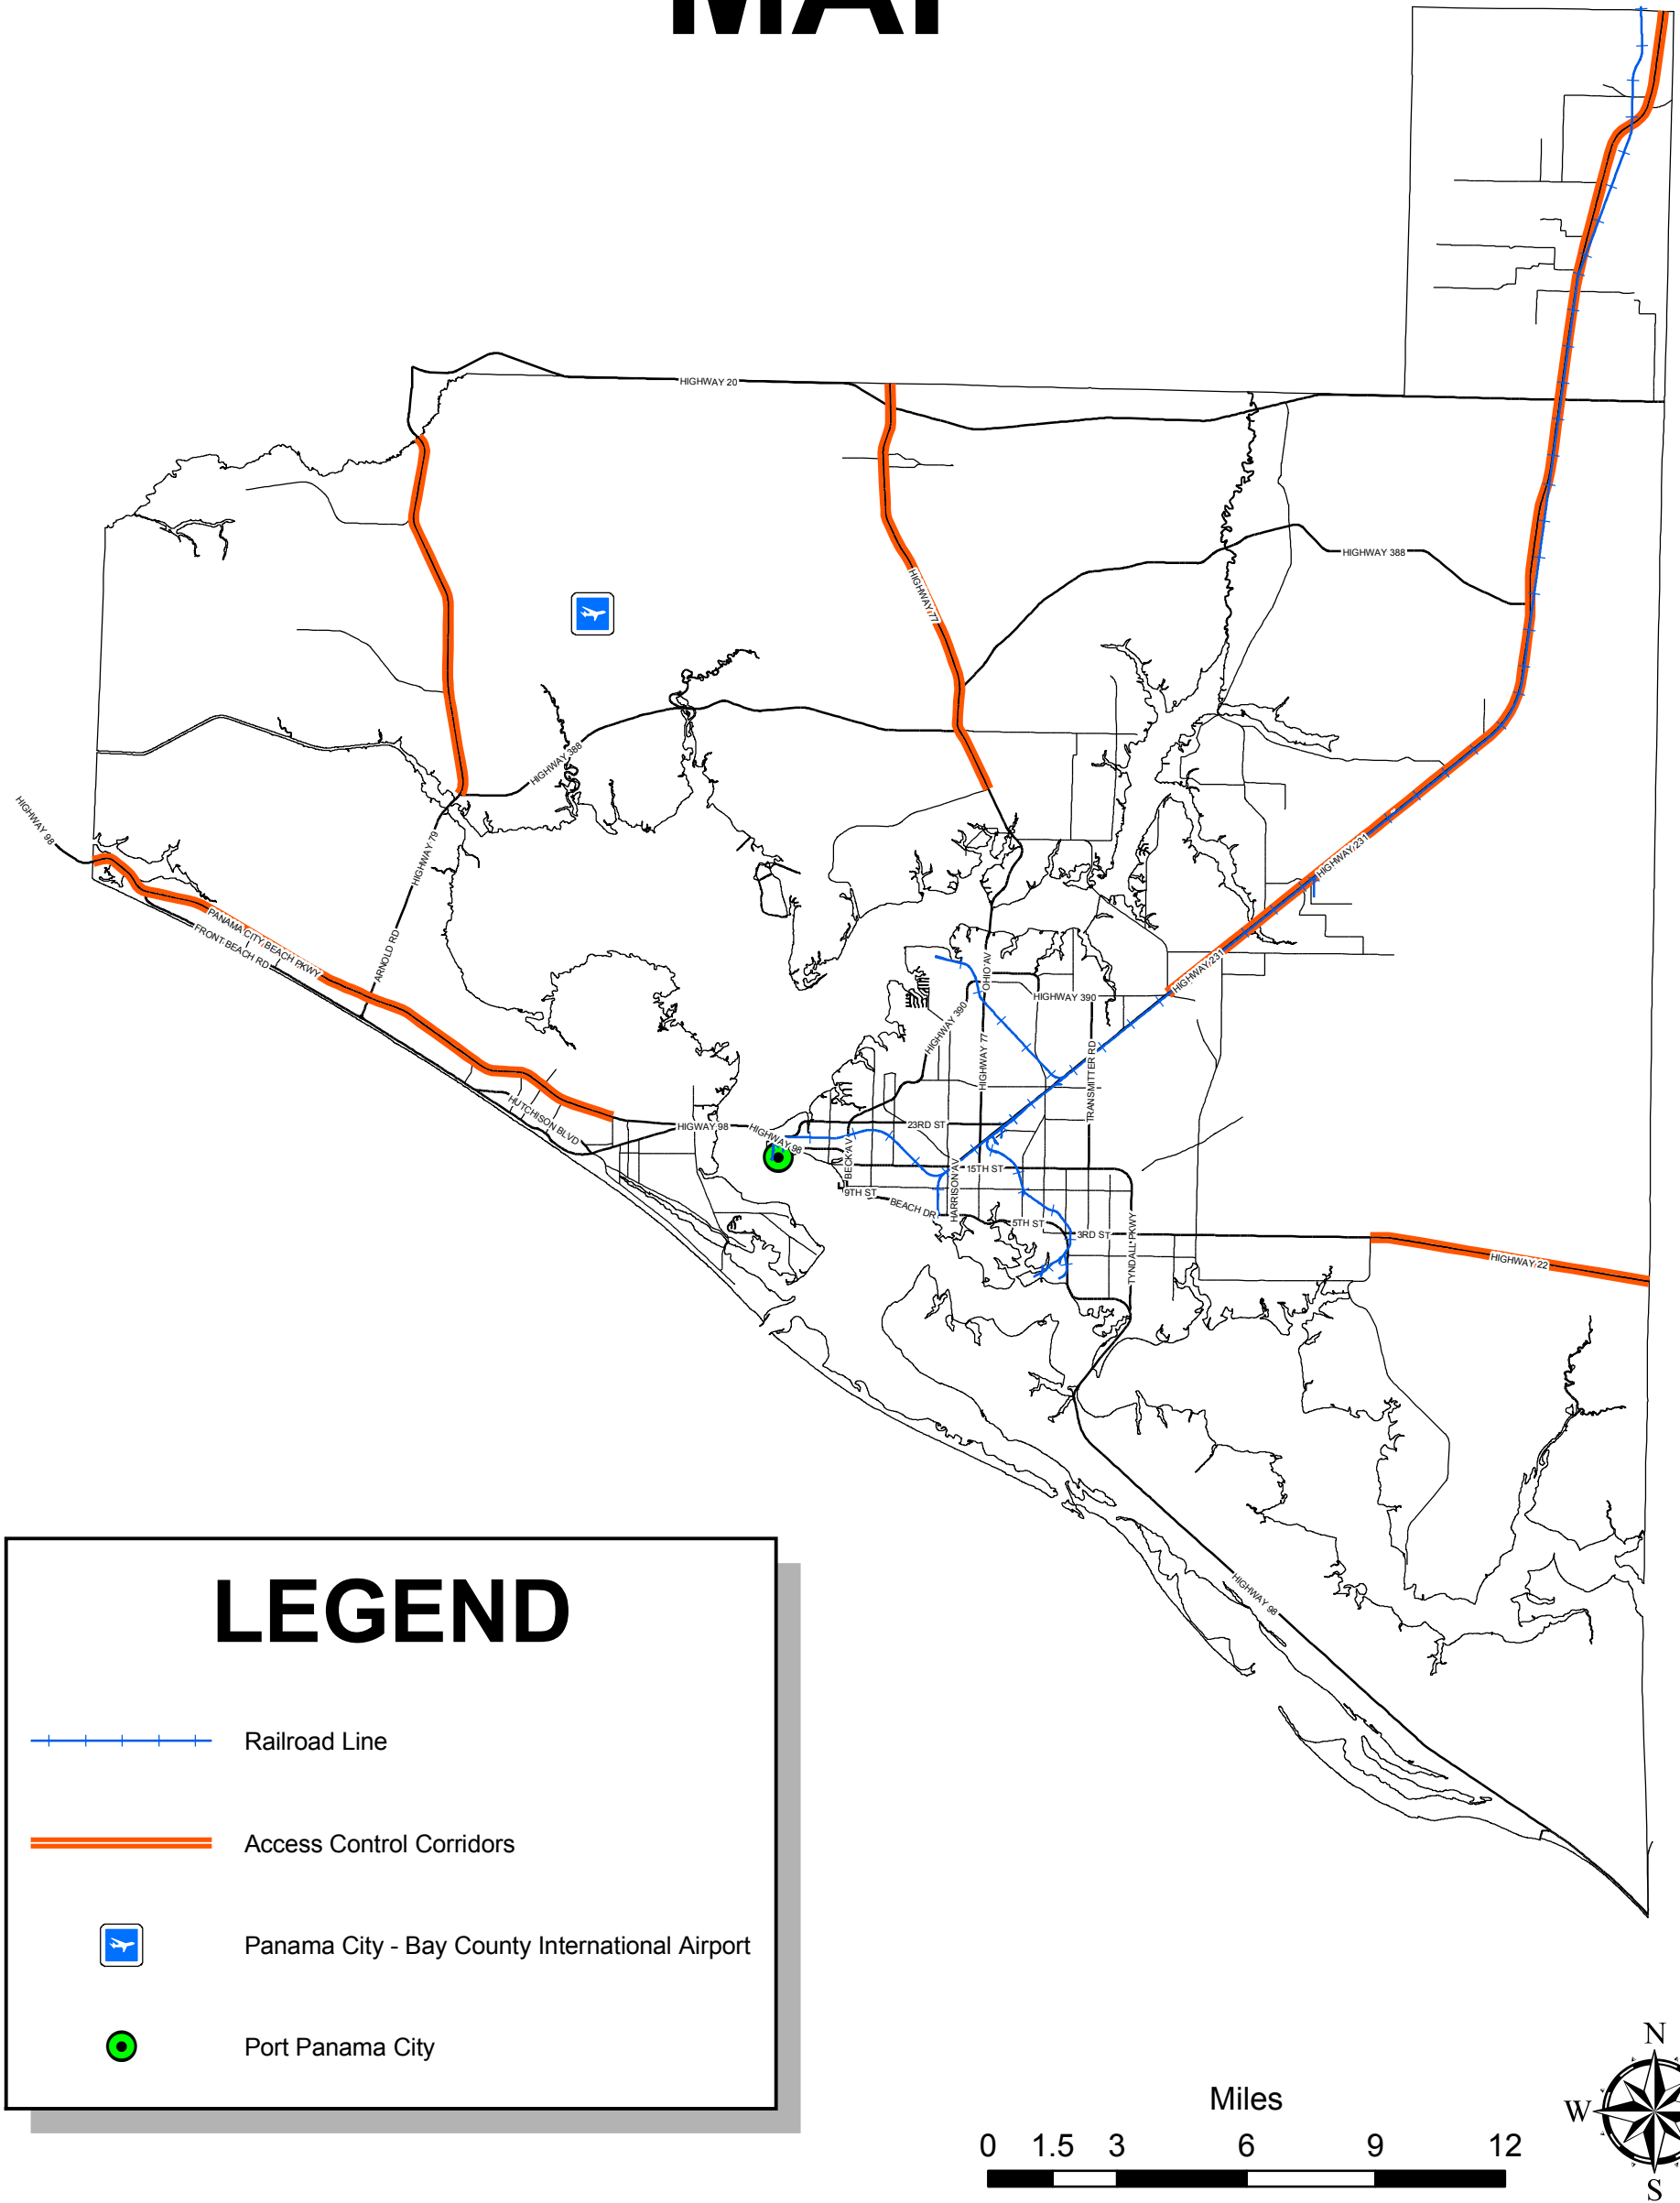 MAP
HIGHWAY 20
HIGHWAY 77
HIGHWAY 388
HIGHWAY 388
HIGHWAY 98
HIGHWAY 79
ARNOLD RD
PANAMA CITY BEACH PKWY
FRONT BEACH RD
HIGHWAY 231
HIGHWAY 231
OHIO AV
HIGHWAY 390
HIGHWAY 390
HIGHWAY 77
TRANSMITTER RD
HUTCHISON BLVD
HIGWAY 98
HIGHWAY 98
23RD ST
BECK AV
15TH ST
HARRISON AV
9TH ST
BEACH DR
5TH ST
3RD ST
TYNDALL PKWY
HIGHWAY 22
HIGHWAY 98
LEGEND
Railroad Line
Access Control Corridors
Panama City - Bay County International Airport
Port Panama City
Miles
0 1.5 3 6 9 12
N
W
S